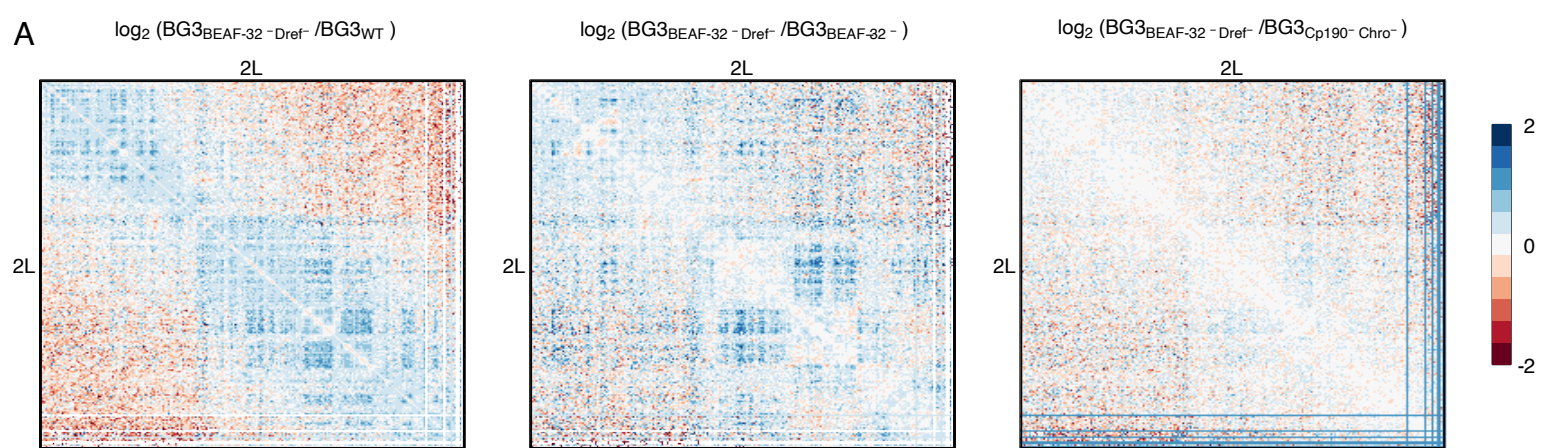 A
log₂ (BG3BEAF-32⁻Dref⁻ /BG3WT )
log₂ (BG3BEAF-32⁻Dref⁻ /BG3BEAF-32⁻ )
log₂ (BG3BEAF-32⁻Dref⁻ /BG3Cp190⁻ Chro⁻ )
2L
2L
2L
2L
2L
2L
2
0
-2